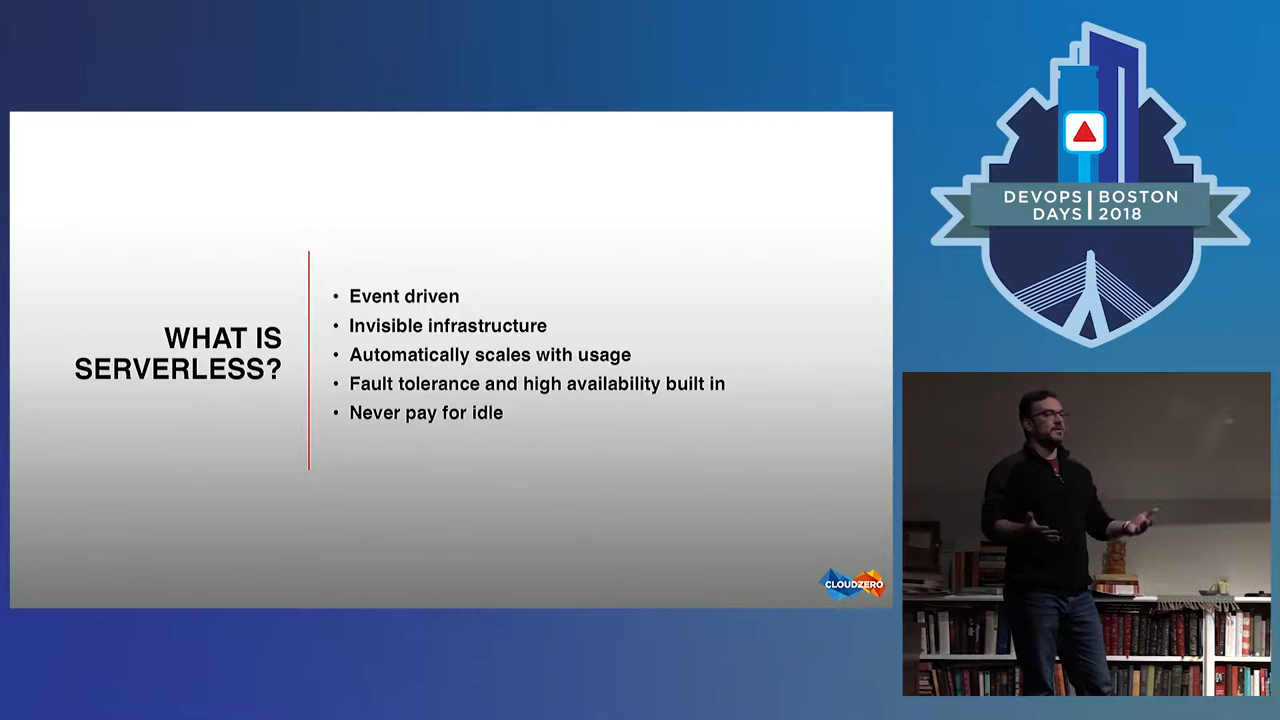 WHAT IS
SERVERLESS?
• Event driven
• Invisible infrastructure
• Automatically scales with usage
• Fault tolerance and high availability built in
• Never pay for idle
CLOUDZERO
DEVOPS | BOSTON
DAYS | 2018